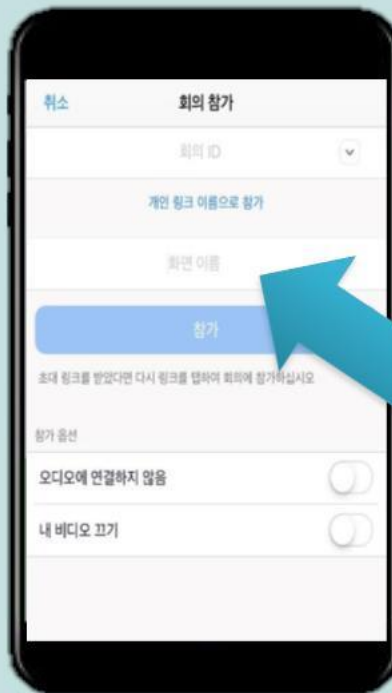 취소 회의 참가
회의 ID
개인 링크 이름으로 참가
화면 이름
참가
초대 링크를 받았다면 다시 링크를 탭하여 회의에 참가하십시오
참가 옵션
오디오에 연결하지 않음
내 비디오 끄기